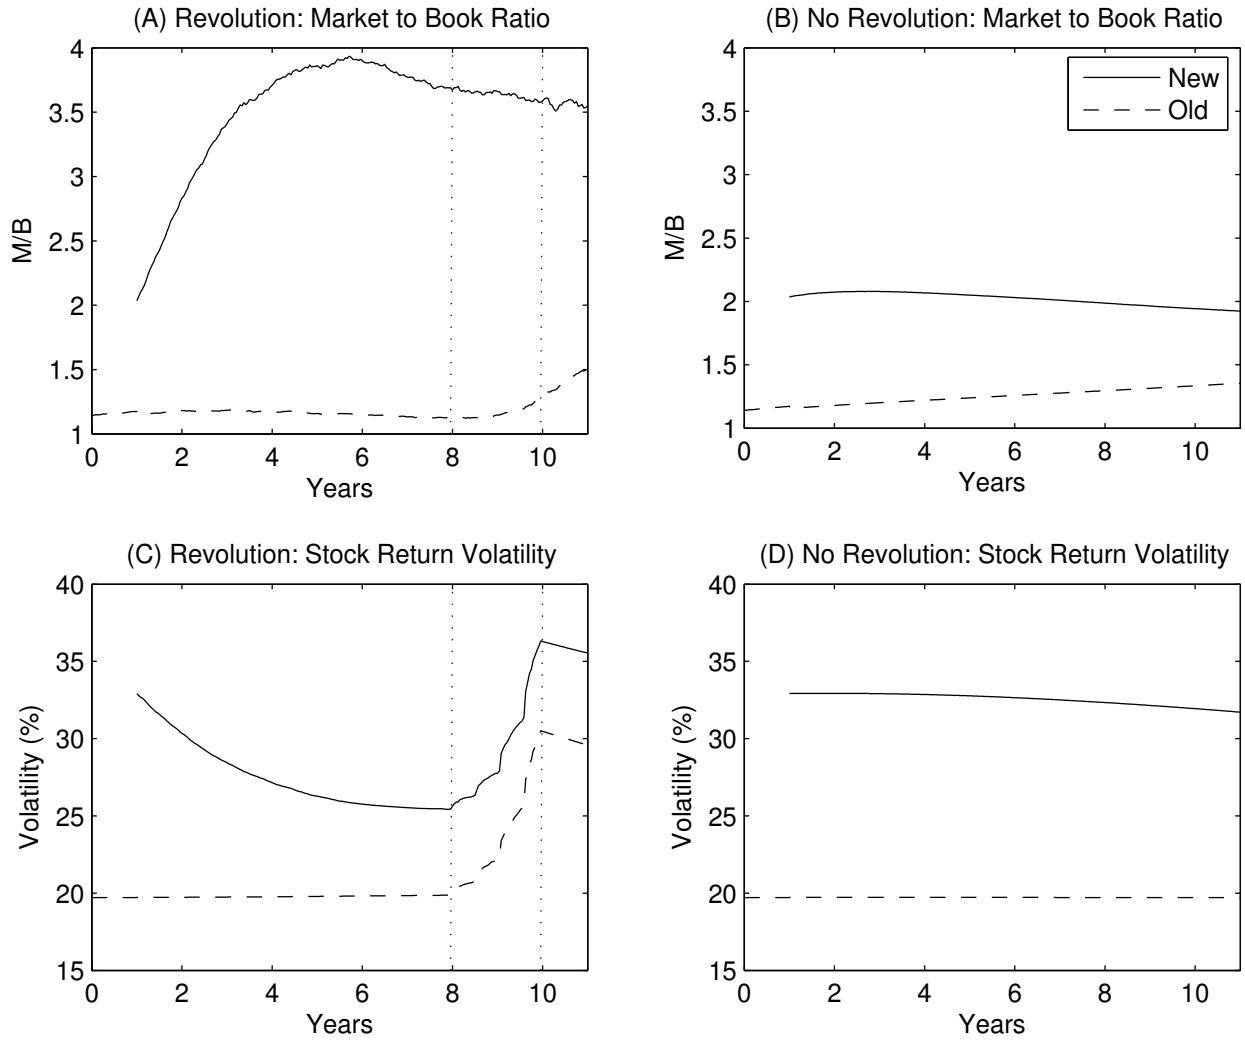 (A) Revolution: Market to Book Ratio
4
3.5
3
2.5
2
1.5
1
M/B
0 2 4 6 8 10
Years
(B) No Revolution: Market to Book Ratio
New
Old
4
3.5
3
2.5
2
1.5
1
M/B
0 2 4 6 8 10
Years
(C) Revolution: Stock Return Volatility
40
35
30
25
20
15
Volatility (%)
0 2 4 6 8 10
Years
(D) No Revolution: Stock Return Volatility
40
35
30
25
20
15
Volatility (%)
0 2 4 6 8 10
Years